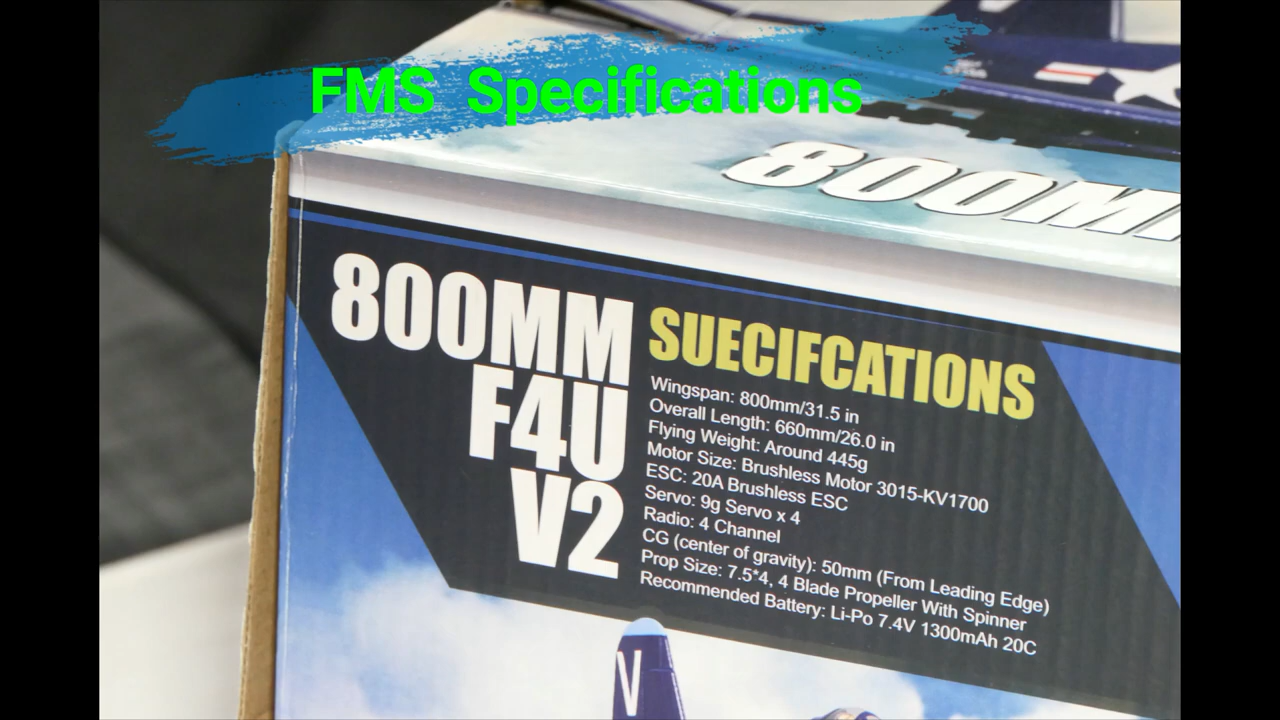 FMS Specifications
800M
800MM
F4U
V2
SUECIFCATIONS
Wingspan: 800mm/31.5 in
Overall Length: 660mm/26.0 in
Flying Weight: Around 445g
Motor Size: Brushless Motor 3015-KV1700
ESC: 20A Brushless ESC
Servo: 9g Servo x 4
Radio: 4 Channel
CG (center of gravity): 50mm (From Leading Edge)
Prop Size: 7.5*4, 4 Blade Propeller With Spinner
Recommended Battery: Li-Po 7.4V 1300mAh 20C
V